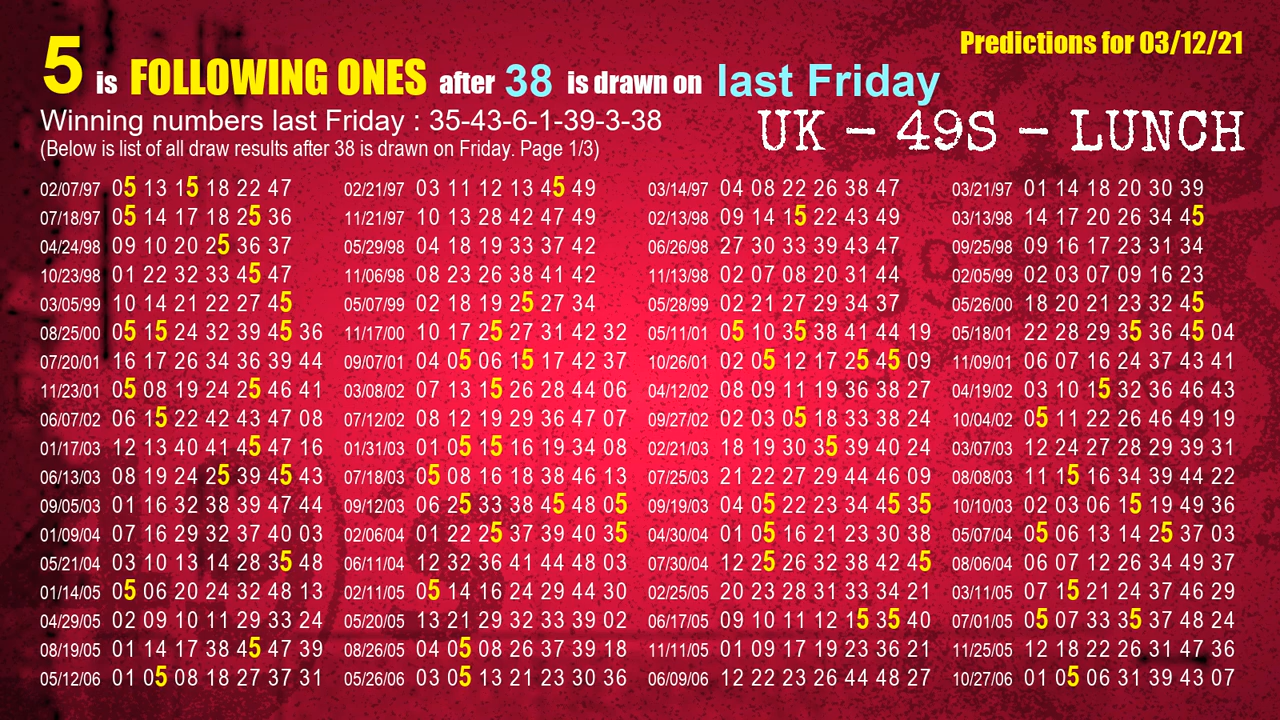 Predictions for 03/12/21
5 is FOLLOWING ONES after 38 is drawn on last Friday
Winning numbers last Friday : 35-43-6-1-39-3-38
UK - 49S - LUNCH
(Below is list of all draw results after 38 is drawn on Friday. Page 1/3)
02/07/97 05 13 15 18 22 47 02/21/97 03 11 12 13 45 49 03/14/97 04 08 22 26 38 47 03/21/97 01 14 18 20 30 39
07/18/97 05 14 17 18 25 36 11/21/97 10 13 28 42 47 49 02/13/98 09 14 15 22 43 49 03/13/98 14 17 20 26 34 45
04/24/98 09 10 20 25 36 37 05/29/98 04 18 19 33 37 42 06/26/98 27 30 33 39 43 47 09/25/98 09 16 17 23 31 34
10/23/98 01 22 32 33 45 47 11/06/98 08 23 26 38 41 42 11/13/98 02 07 08 20 31 44 02/05/99 02 03 07 09 16 23
03/05/99 10 14 21 22 27 45 05/07/99 02 18 19 25 27 34 05/28/99 02 21 27 29 34 37 05/26/00 18 20 21 23 32 45
08/25/00 05 15 24 32 39 45 36 11/17/00 10 17 25 27 31 42 32 05/11/01 05 10 35 38 41 44 19 05/18/01 22 28 29 35 36 45 04
07/20/01 16 17 26 34 36 39 44 09/07/01 04 05 06 15 17 42 37 10/26/01 02 05 12 17 25 45 09 11/09/01 06 07 16 24 37 43 41
11/23/01 05 08 19 24 25 46 41 03/08/02 07 13 15 26 28 44 06 04/12/02 08 09 11 19 36 38 27 04/19/02 03 10 15 32 36 46 43
06/07/02 06 15 22 42 43 47 08 07/12/02 08 12 19 29 36 47 07 09/27/02 02 03 05 18 33 38 24 10/04/02 05 11 22 26 46 49 19
01/17/03 12 13 40 41 45 47 16 01/31/03 01 05 15 16 19 34 08 02/21/03 18 19 30 35 39 40 24 03/07/03 12 24 27 28 29 39 31
06/13/03 08 19 24 25 39 45 43 07/18/03 05 08 16 18 38 46 13 07/25/03 21 22 27 29 44 46 09 08/08/03 11 15 16 34 39 44 22
09/05/03 01 16 32 38 39 47 44 09/12/03 06 25 33 38 45 48 05 09/19/03 04 05 22 23 34 45 35 10/10/03 02 03 06 15 19 49 36
01/09/04 07 16 29 32 37 40 03 02/06/04 01 22 25 37 39 40 35 04/30/04 01 05 16 21 23 30 38 05/07/04 05 06 13 14 25 37 03
05/21/04 03 10 13 14 28 35 48 06/11/04 12 32 36 41 44 48 03 07/30/04 12 25 26 32 38 42 45 08/06/04 06 07 12 26 34 49 37
01/14/05 05 06 20 24 32 48 13 02/11/05 05 14 16 24 29 44 30 02/25/05 20 23 28 31 33 34 21 03/11/05 07 15 21 24 37 46 29
04/29/05 02 09 10 11 29 33 24 05/20/05 13 21 29 32 33 39 02 06/17/05 09 10 11 12 15 35 40 07/01/05 05 07 33 35 37 48 24
08/19/05 01 14 17 38 45 47 39 08/26/05 04 05 08 26 37 39 18 11/11/05 01 09 17 19 23 36 21 11/25/05 12 18 22 26 31 47 36
05/12/06 01 05 08 18 27 37 31 05/26/06 03 05 13 21 23 30 36 06/09/06 12 22 23 26 44 48 27 10/27/06 01 05 06 31 39 43 07